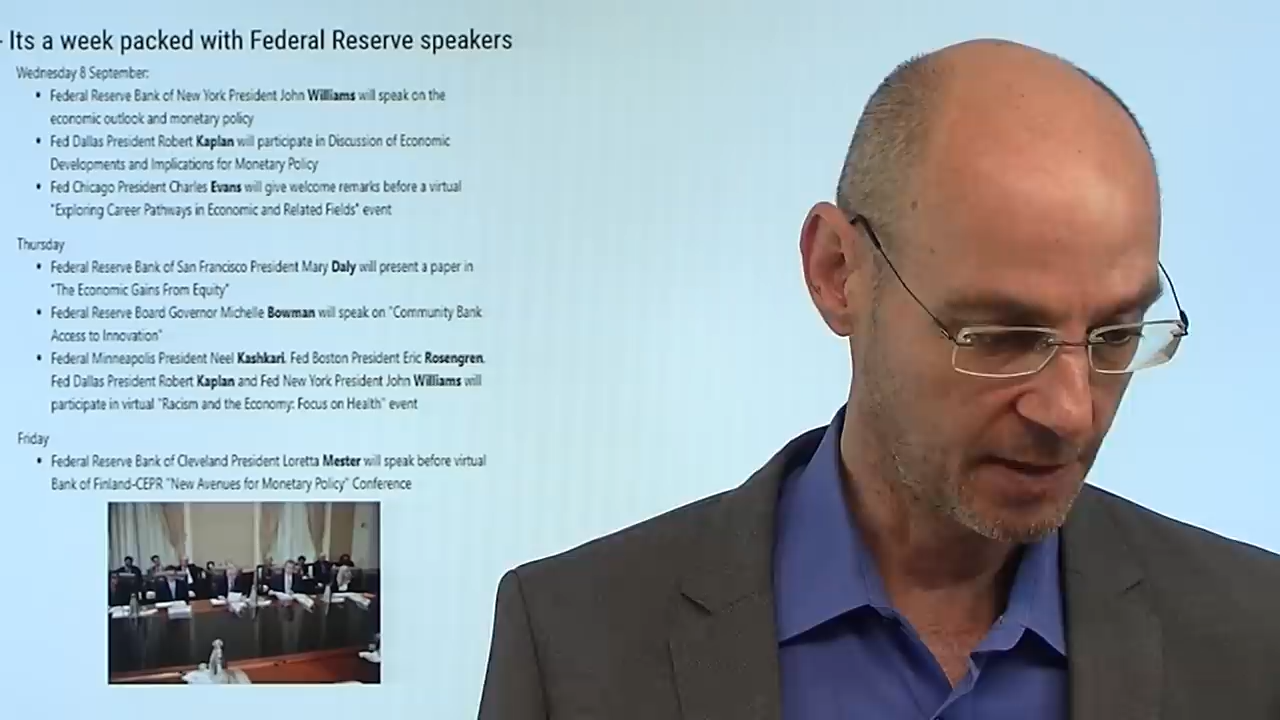 - Its a week packed with Federal Reserve speakers
Wednesday 8 September:
• Federal Reserve Bank of New York President John Williams will speak on the
economic outlook and monetary policy
• Fed Dallas President Robert Kaplan will participate in Discussion of Economic
Developments and Implications for Monetary Policy
• Fed Chicago President Charles Evans will give welcome remarks before a virtual
"Exploring Career Pathways in Economic and Related Fields" event
Thursday
• Federal Reserve Bank of San Francisco President Mary Daly will present a paper in
"The Economic Gains From Equity"
• Federal Reserve Board Governor Michelle Bowman will speak on "Community Bank
Access to Innovation"
• Federal Minneapolis President Neel Kashkari, Fed Boston President Eric Rosengren,
Fed Dallas President Robert Kaplan and Fed New York President John Williams will
participate in virtual "Racism and the Economy: Focus on Health" event
Friday
• Federal Reserve Bank of Cleveland President Loretta Mester will speak before virtual
Bank of Finland-CEPR "New Avenues for Monetary Policy" Conference